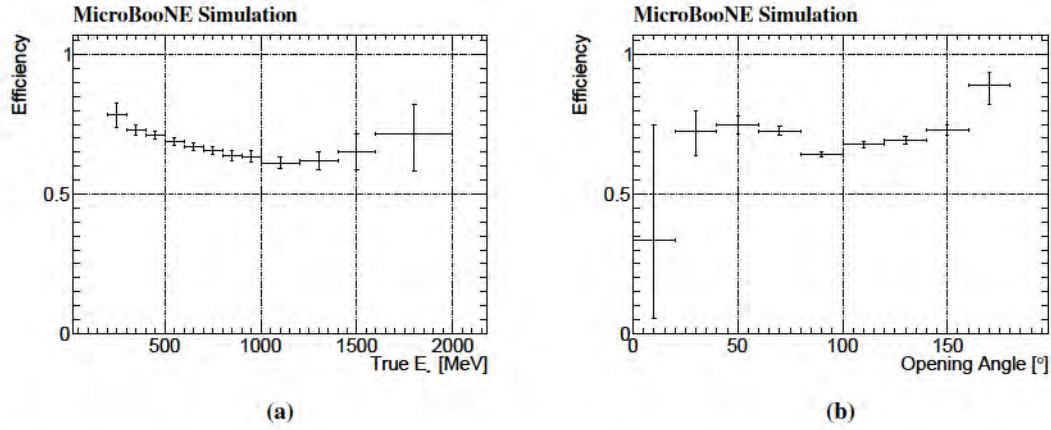 MicroBooNE Simulation
Efficiency
1
0.5
0
500
1000
1500
2000
True E [MeV]
(a)
MicroBooNE Simulation
Efficiency
1
0.5
0
0
50
100
150
Opening Angle [°]
(b)